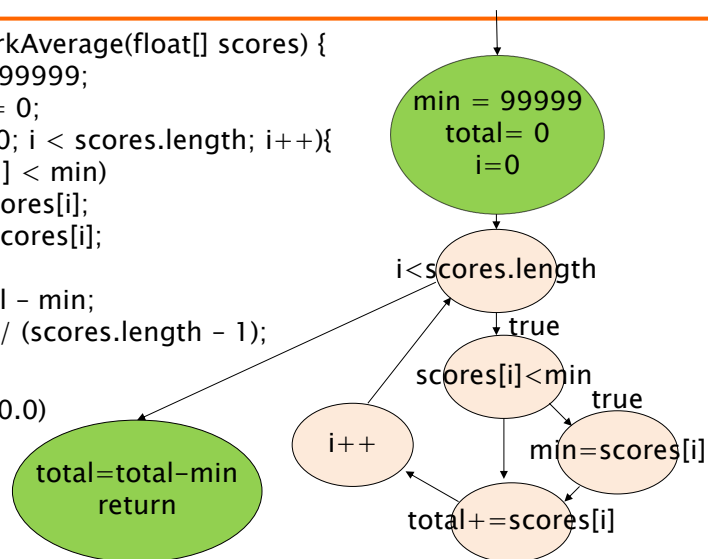 rkAverage(float[] scores) {
99999;
= 0;
0; i < scores.length; i++){
] < min)
ores[i];
cores[i];
l – min;
/ (scores.length – 1);
0.0)
min = 99999
total= 0
i=0
i<scores.length
true
scores[i]<min
true
i++
min=scores[i]
total+=scores[i]
total=total-min
return